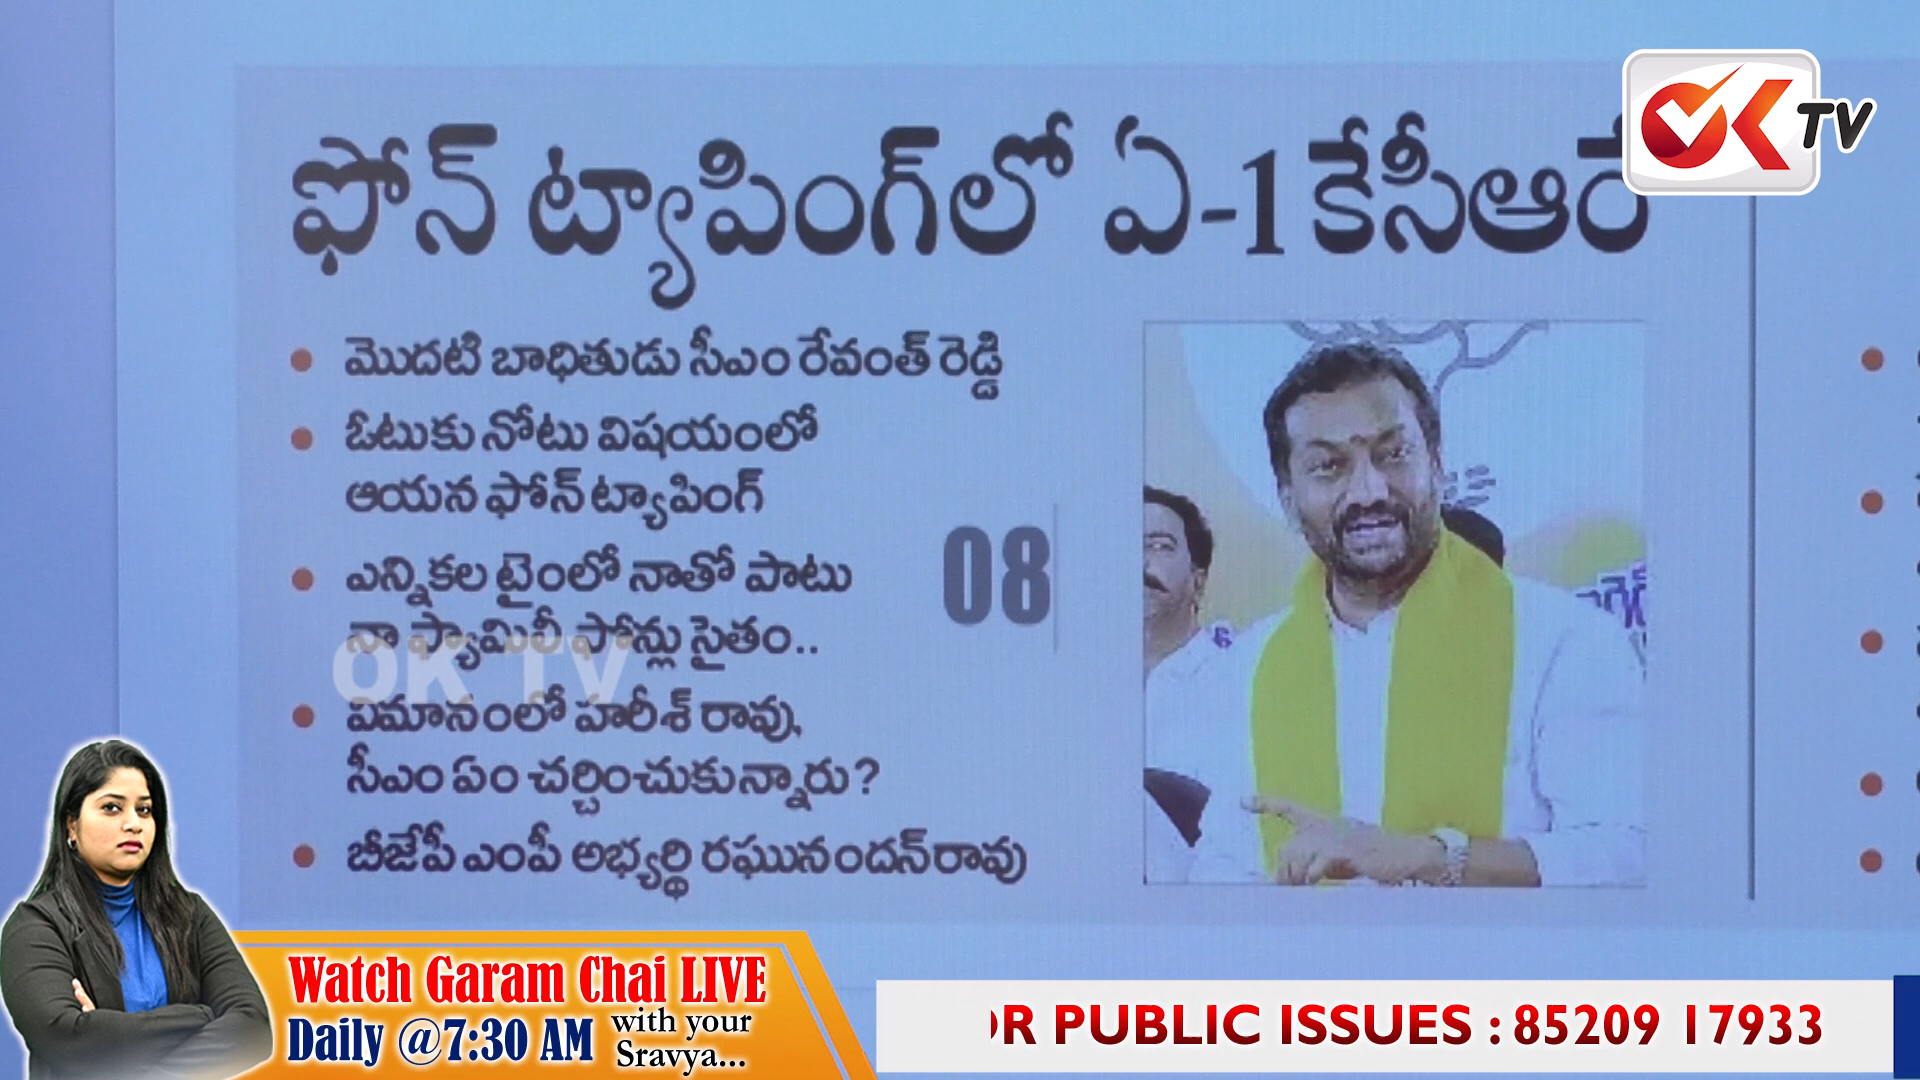 OK TV
ఫోన్ ట్యాపింగ్‌లో ఏ-1 కేసీఆరే
మొదటి బాధితుడు సీఎం రేవంత్ రెడ్డి
ఓటుకు నోటు విషయంలో
ఆయన ఫోన్ ట్యాపింగ్
ఎన్నికల టైంలో నాతో పాటు
నా ఫ్యామిలీ ఫోన్లు సైతం..
విమానంలో హరీశ్ రావు,
సీఎం ఏం చర్చించుకున్నారు?
బీజేపీ ఎంపీ అభ్యర్థి రఘునందన్‌రావు
08
OK TV
Watch Garam Chai LIVE
Daily @7:30 AM with your
Sravya...
OR PUBLIC ISSUES : 85209 17933